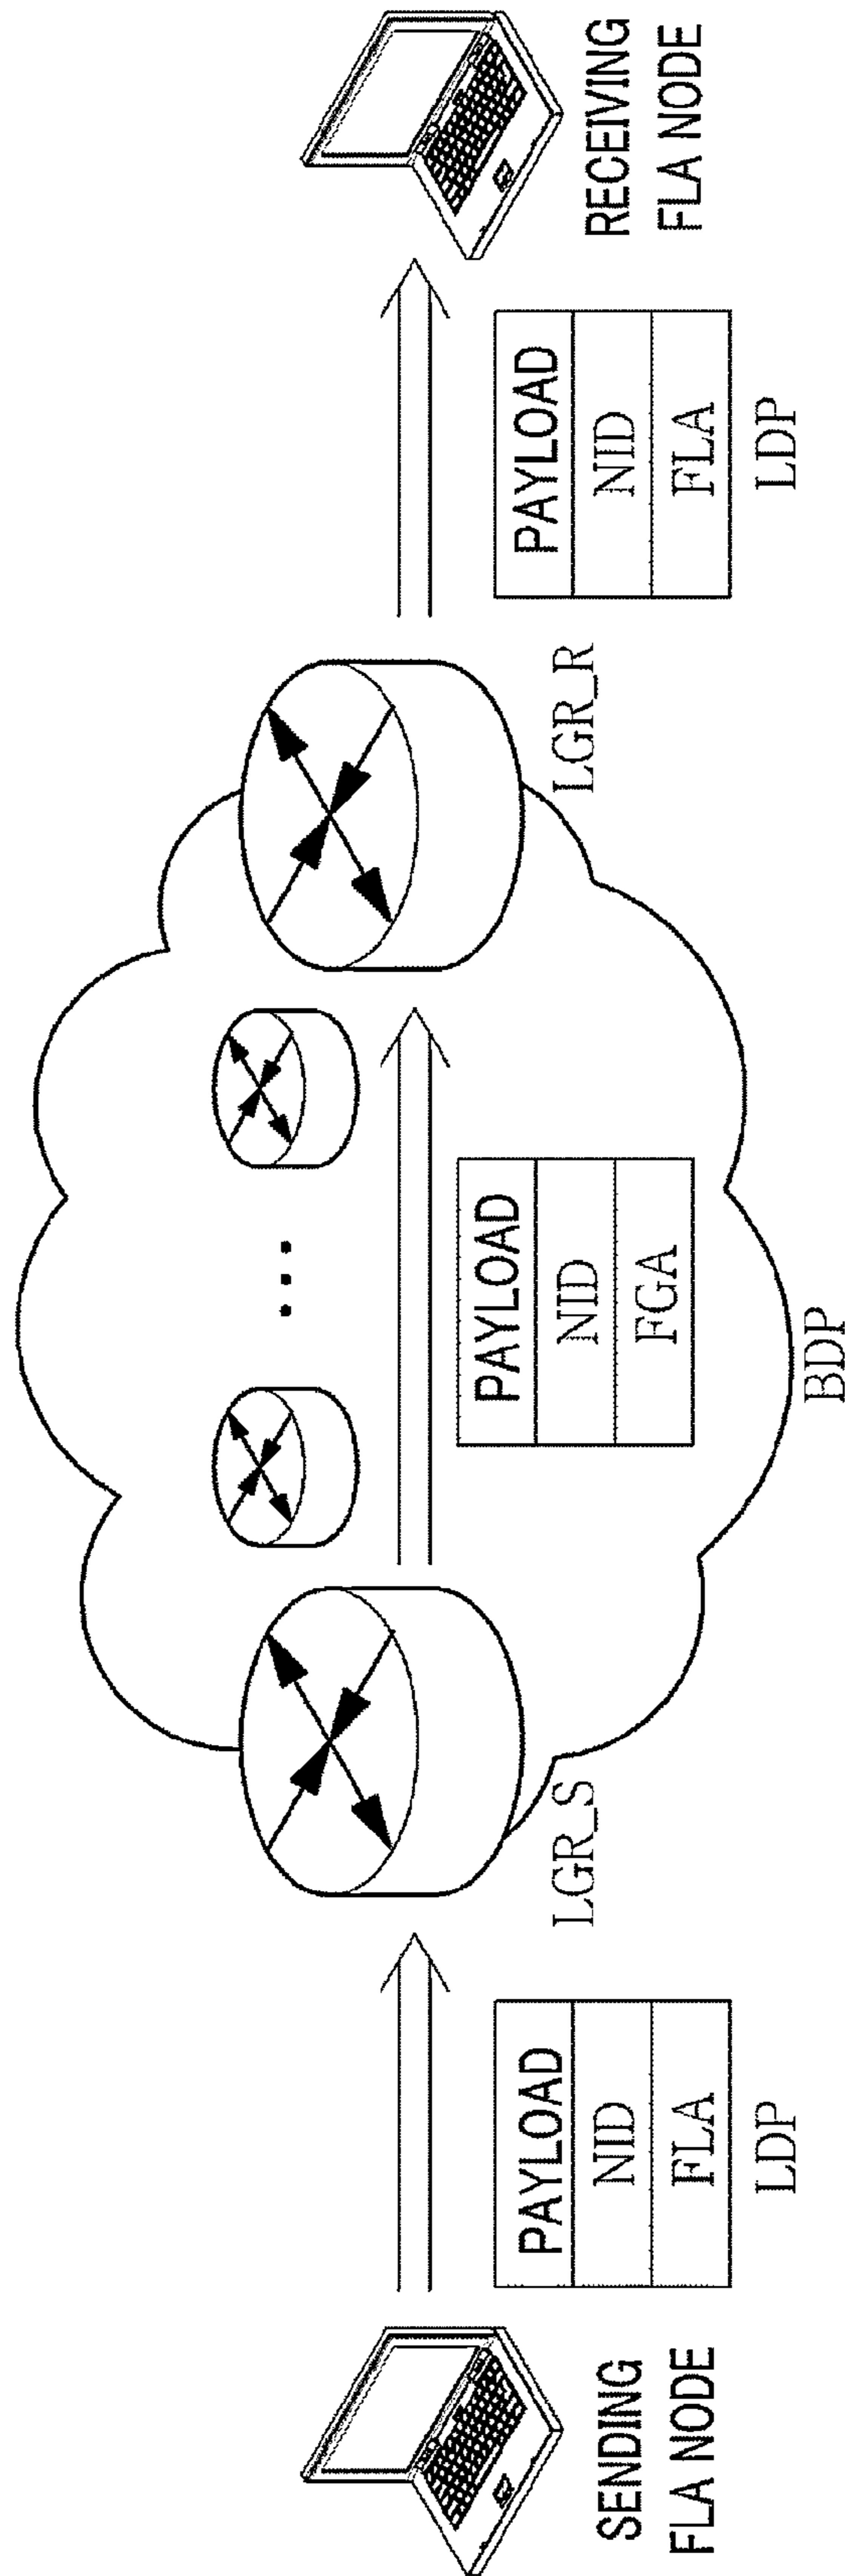 SENDING
FLA NODE
PAYLOAD
NID
FLA
LDP
LGR_S
PAYLOAD
NID
FGA
BDP
LGR_R
PAYLOAD
NID
FLA
LDP
RECEIVING
FLA NODE